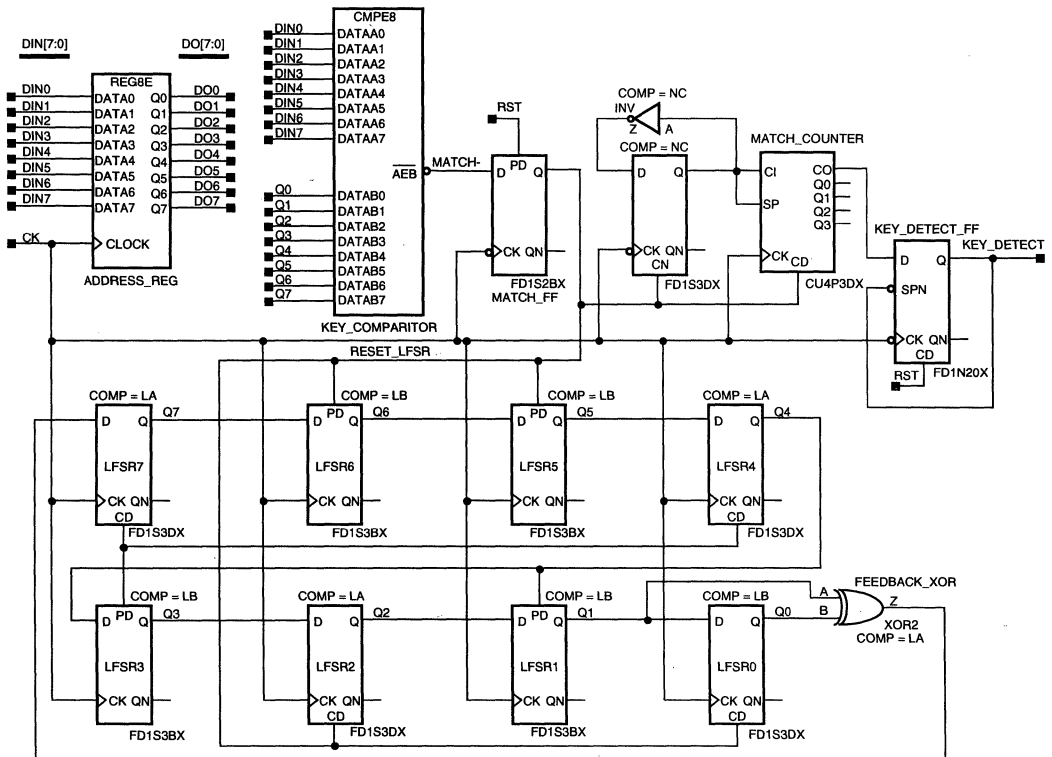 DIN[7:0]
DO[7:0]
REG8E
DIN0 DATA0 Q0 DO0
DIN1 DATA1 Q1 DO1
DIN2 DATA2 Q2 DO2
DIN3 DATA3 Q3 DO3
DIN4 DATA4 Q4 DO4
DIN5 DATA5 Q5 DO5
DIN6 DATA6 Q6 DO6
DIN7 DATA7 Q7 DO7
CK CLOCK
ADDRESS_REG
CMPE8
DIN0 DATAA0
DIN1 DATAA1
DIN2 DATAA2
DIN3 DATAA3
DIN4 DATAA4
DIN5 DATAA5
DIN6 DATAA6
DIN7 DATAA7
AEB MATCH-
Q0 DATAB0
Q1 DATAB1
Q2 DATAB2
Q3 DATAB3
Q4 DATAB4
Q5 DATAB5
Q6 DATAB6
Q7 DATAB7
KEY_COMPARITOR
RST
D PD Q
CK QN
FD1S2BX
MATCH_FF
COMP = NC
INV
Z A
COMP = NC
D Q
CK QN
CN
FD1S3DX
MATCH_COUNTER
CI CO
Q0
SP Q1
Q2
Q3
CK CD
CU4P3DX
KEY_DETECT_FF
KEY_DETECT
D Q
SPN
CK QN
CD
RST
FD1N20X
RESET_LFSR
COMP = LA
D Q Q7
LFSR7
CK QN
CD
FD1S3DX
COMP = LB
D PD Q Q6
LFSR6
CK QN
FD1S3BX
COMP = LB
D PD Q Q5
LFSR5
CK QN
FD1S3BX
COMP = LA
D Q Q4
LFSR4
CK QN
CD
FD1S3DX
COMP = LB
D PD Q Q3
LFSR3
CK QN
FD1S3BX
COMP = LA
D Q Q2
LFSR2
CK QN
CD
FD1S3DX
COMP = LB
D PD Q Q1
LFSR1
CK QN
FD1S3BX
COMP = LB
D Q Q0
LFSR0
CK QN
CD
FD1S3DX
FEEDBACK_XOR
A
B
Z
XOR2
COMP = LA